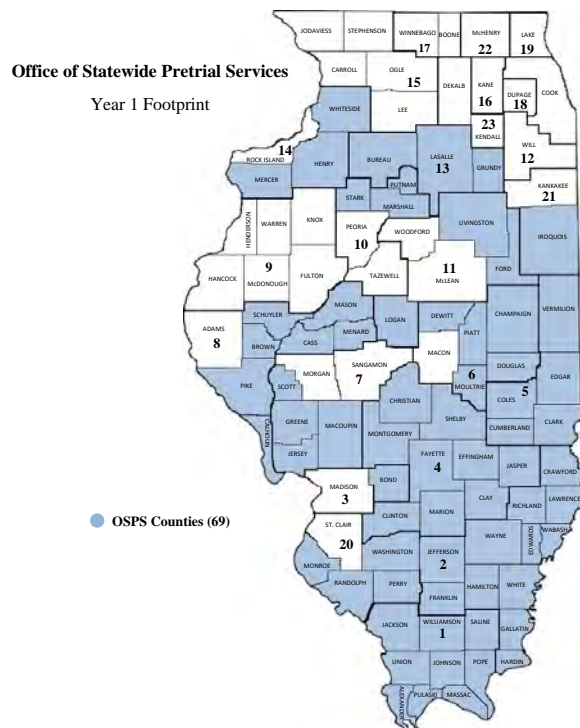 JODAVIESS STEPHENSON WINNEBAGO BOONE McHENRY LAKE
17 22 19
Office of Statewide Pretrial Services
Year 1 Footprint
CARROLL OGLE DEKALB KANE DUPAGE COOK
15 16 18
WHITESIDE LEE
23
KENDALL
WILL
12
14
ROCK ISLAND HENRY BUREAU LASALLE GRUNDY
13
MERCER PUTNAM KANKAKEE
21
STARK MARSHALL
HENDERSON WARREN KNOX PEORIA WOODFORD LIVINGSTON IROQUOIS
10
FORD
9 11
HANCOCK McDONOUGH FULTON TAZEWELL McLEAN
MASON
SCHUYLER LOGAN DEWITT CHAMPAIGN VERMILION
ADAMS
8
BROWN CASS MENARD PIATT
MACON
MORGAN SANGAMON DOUGLAS
7 6
PIKE SCOTT MOULTRIE EDGAR
5
CHRISTIAN COLES
GREENE MACOUPIN SHELBY CUMBERLAND CLARK
CALHOUN MONTGOMERY
JERSEY FAYETTE EFFINGHAM JASPER CRAWFORD
4
MADISON BOND
3
CLAY RICHLAND LAWRENCE
OSPS Counties (69)
ST. CLAIR CLINTON MARION WAYNE EDWARDS WABASH
20
WASHINGTON JEFFERSON
2
MONROE
RANDOLPH PERRY FRANKLIN HAMILTON WHITE
JACKSON WILLIAMSON SALINE GALLATIN
1
UNION JOHNSON POPE HARDIN
ALEXANDER PULASKI MASSAC